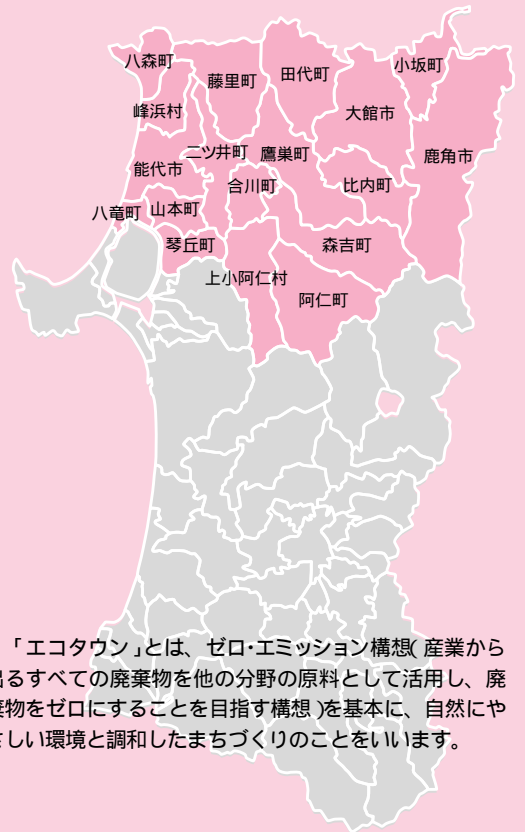 八森町
藤里町
田代町
小坂町
峰浜村
大館市
二ツ井町
鷹巣町
鹿角市
能代市
合川町
比内町
八竜町
山本町
琴丘町
森吉町
上小阿仁村
阿仁町
「エコタウン」とは、ゼロ・エミッション構想(産業から
出るすべての廃棄物を他の分野の原料として活用し、廃
棄物をゼロにすることを目指す構想)を基本に、自然にや
さしい環境と調和したまちづくりのことをいいます。